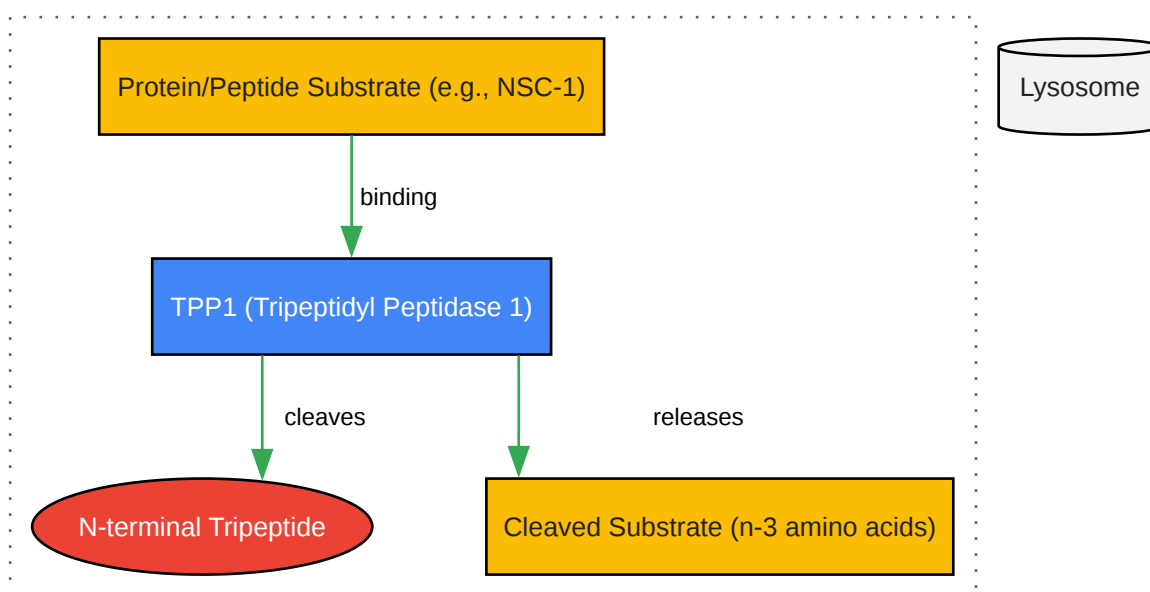 Protein/Peptide Substrate (e.g., NSC-1)
Lysosome
binding
TPP1 (Tripeptidyl Peptidase 1)
cleaves
releases
N-terminal Tripeptide
Cleaved Substrate (n-3 amino acids)